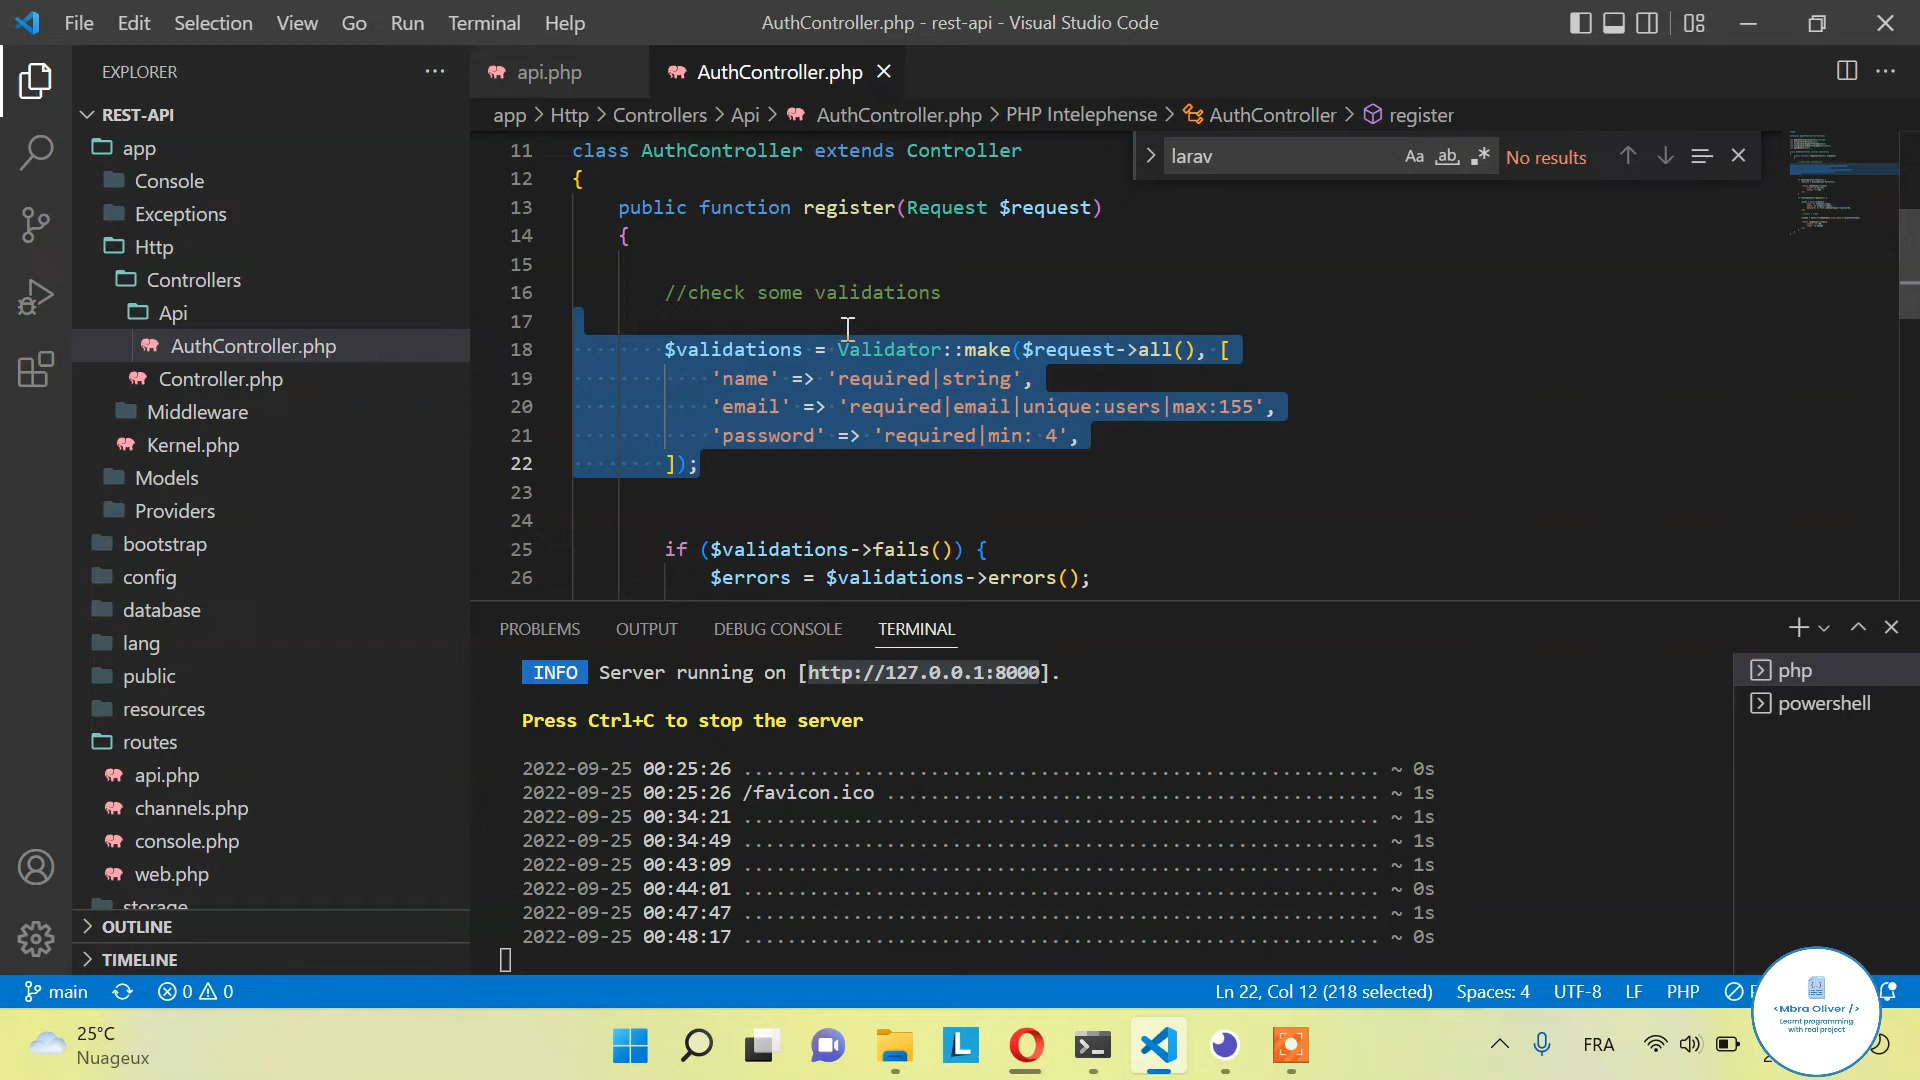 File Edit Selection View Go Run Terminal Help
AuthController.php - rest-api - Visual Studio Code
EXPLORER
REST-API
app
Console
Exceptions
Http
Controllers
Api
AuthController.php
Controller.php
Middleware
Kernel.php
Models
Providers
bootstrap
config
database
lang
public
resources
routes
api.php
channels.php
console.php
web.php
storage
OUTLINE
TIMELINE
api.php AuthController.php
app > Http > Controllers > Api > AuthController.php > PHP Intelephense > AuthController > register
larav Aa ab No results
11 class AuthController extends Controller
12 {
13 public function register(Request $request)
14 {
15
16 //check some validations
17
18 $validations = Validator::make($request->all(), [
19 'name' => 'required|string',
20 'email' => 'required|email|unique:users|max:155',
21 'password' => 'required|min: 4',
22 ]);
23
24
25 if ($validations->fails()) {
26 $errors = $validations->errors();
PROBLEMS OUTPUT DEBUG CONSOLE TERMINAL
INFO Server running on [http://127.0.0.1:8000].
Press Ctrl+C to stop the server
2022-09-25 00:25:26 .......................................................... ~ 0s
2022-09-25 00:25:26 /favicon.ico ............................................. ~ 1s
2022-09-25 00:34:21 .......................................................... ~ 1s
2022-09-25 00:34:49 .......................................................... ~ 1s
2022-09-25 00:43:09 .......................................................... ~ 1s
2022-09-25 00:44:01 .......................................................... ~ 0s
2022-09-25 00:47:47 .......................................................... ~ 1s
2022-09-25 00:48:17 .......................................................... ~ 0s
php
powershell
main 0 0
Ln 22, Col 12 (218 selected) Spaces: 4 UTF-8 LF PHP
<Mbra Oliver />
Learnt programming
with real project
25°C
Nuageux
L
FRA